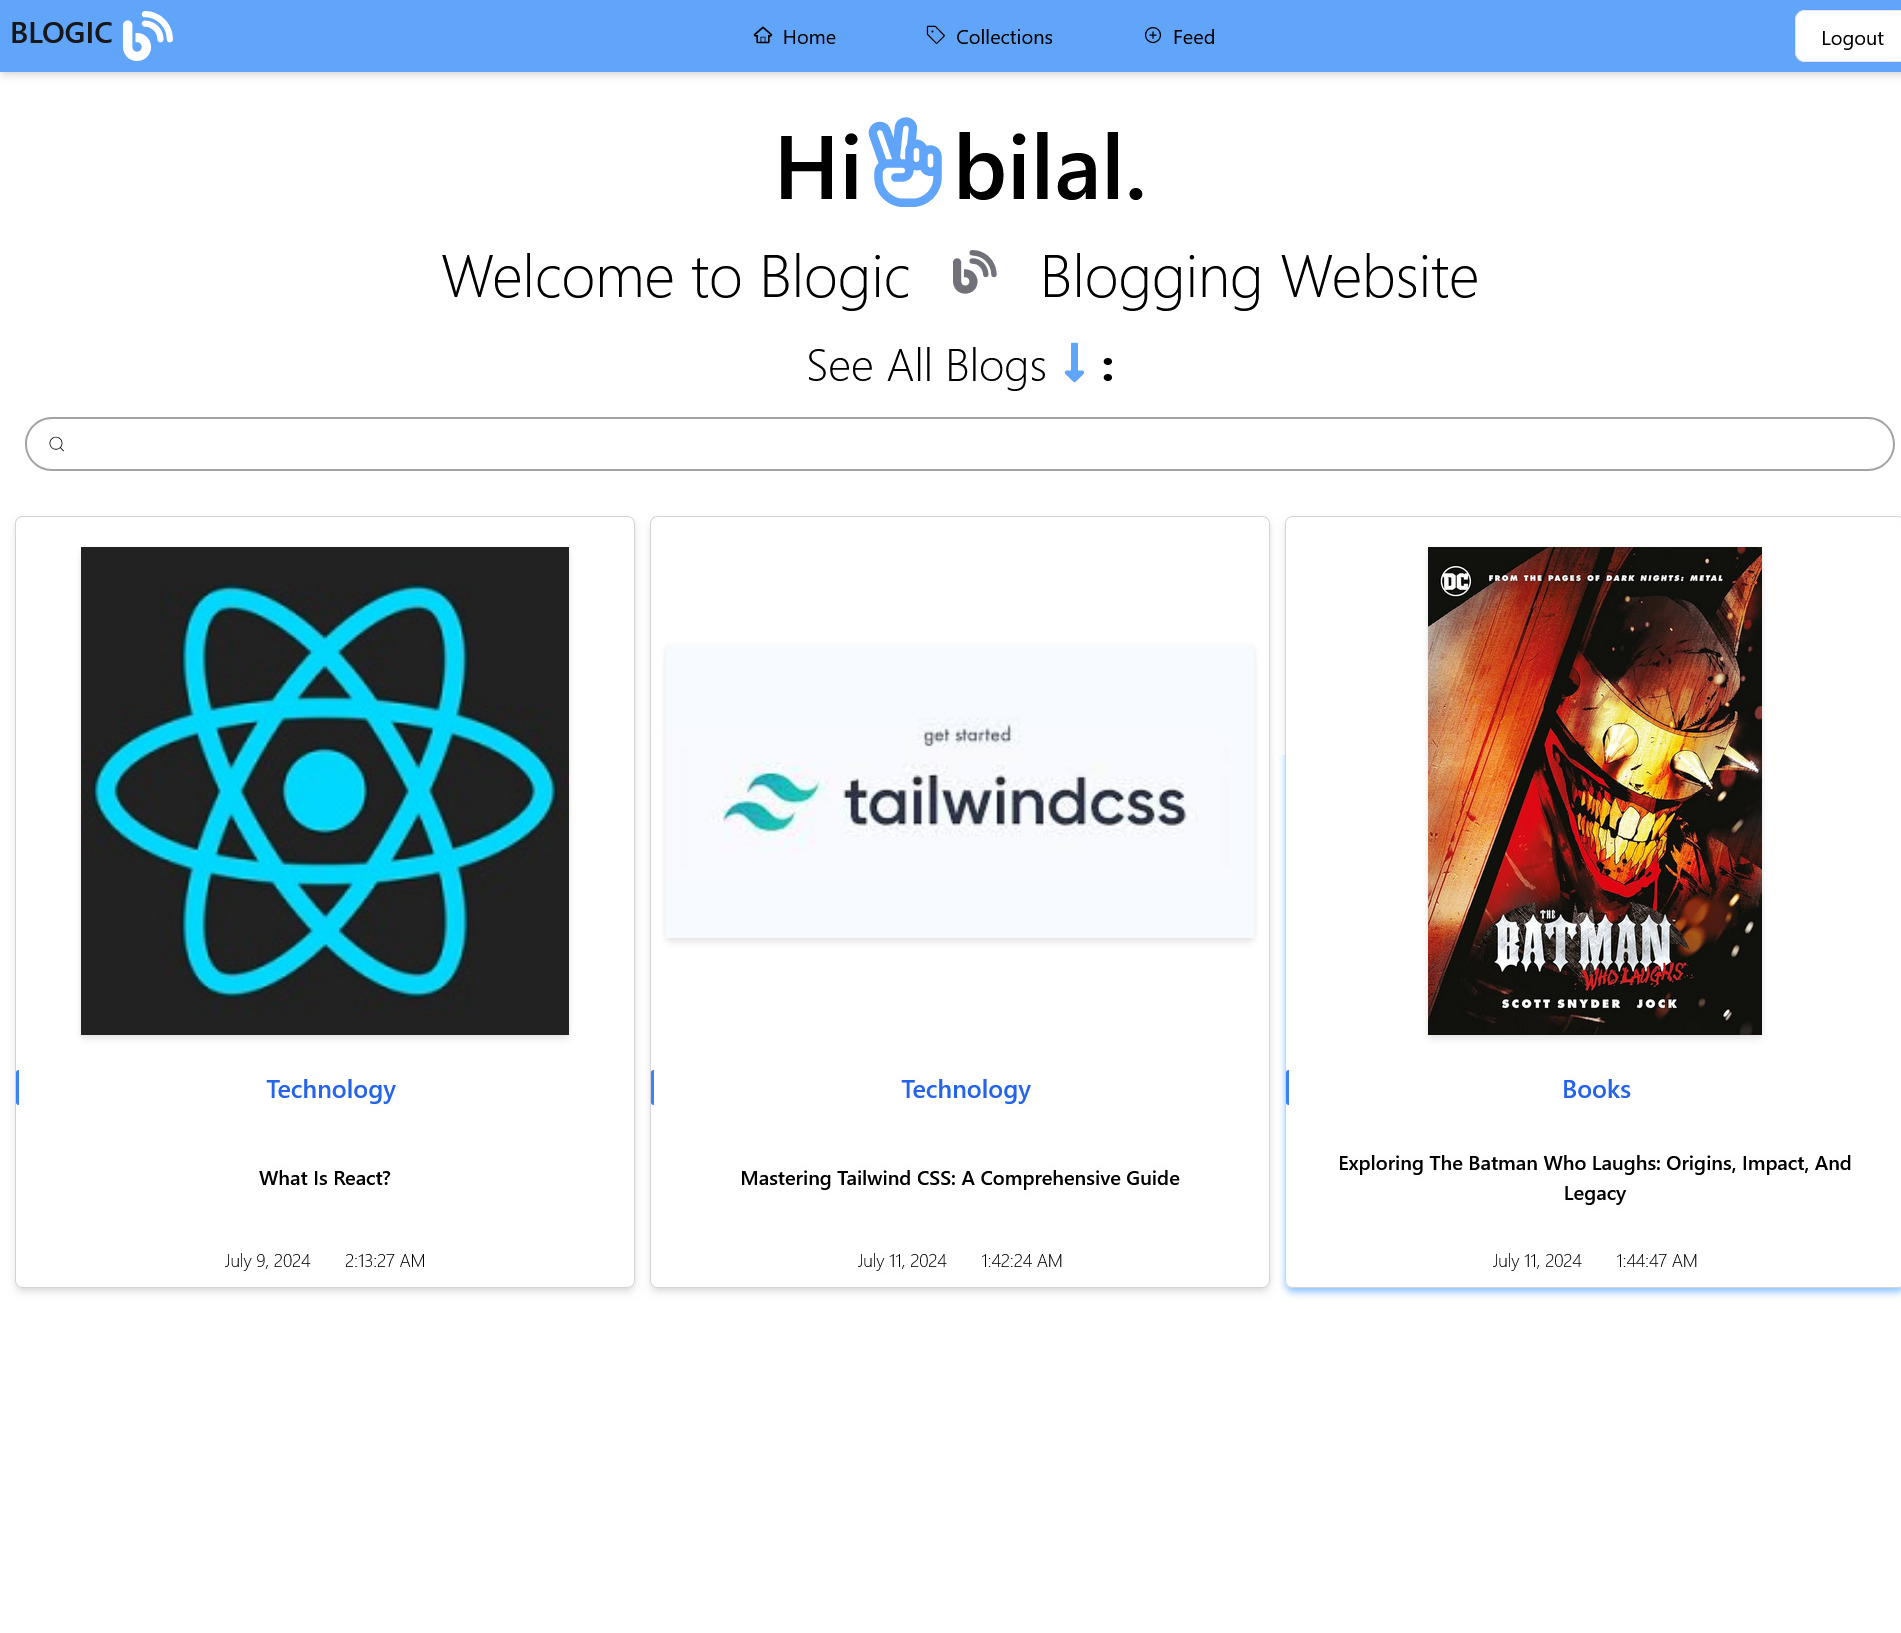 BLOGIC
Home
Collections
Feed
Logout
Hi bilal.
Welcome to Blogic Blogging Website
See All Blogs :
get started
tailwindcss
DC
FROM THE PAGES OF DARK NIGHTS: METAL
THE
BATMAN
WHO LAUGHS
SCOTT SNYDER JOCK
Technology
What Is React?
July 9, 2024 2:13:27 AM
Technology
Mastering Tailwind CSS: A Comprehensive Guide
July 11, 2024 1:42:24 AM
Books
Exploring The Batman Who Laughs: Origins, Impact, And
Legacy
July 11, 2024 1:44:47 AM